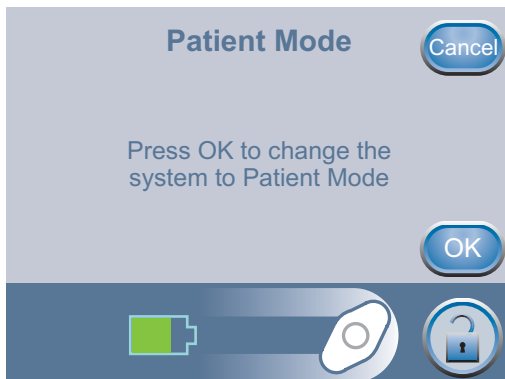 Patient Mode
Cancel
Press OK to change the
system to Patient Mode
OK